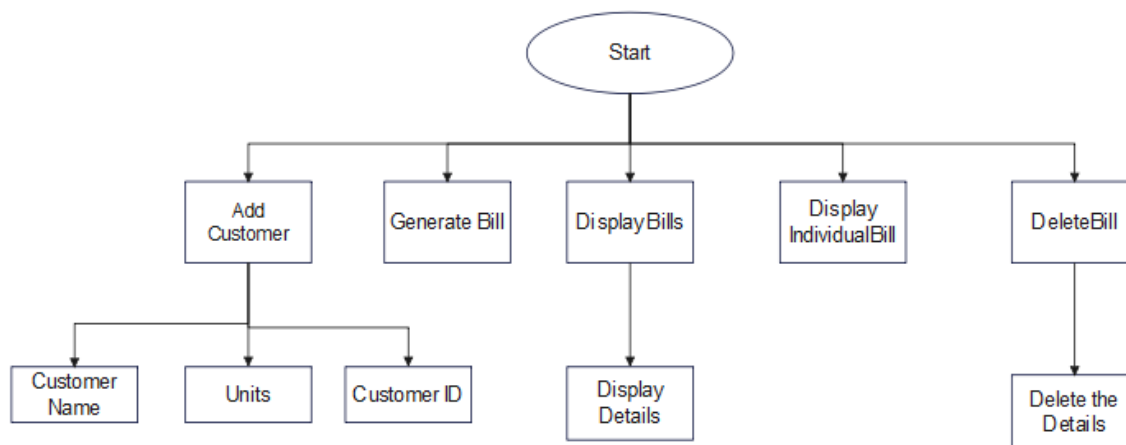 Start
Add
Customer
Generate Bill
DisplayBills
Display
IndividualBill
DeleteBill
Customer
Name
Units
Customer ID
Display
Details
Delete the
Details